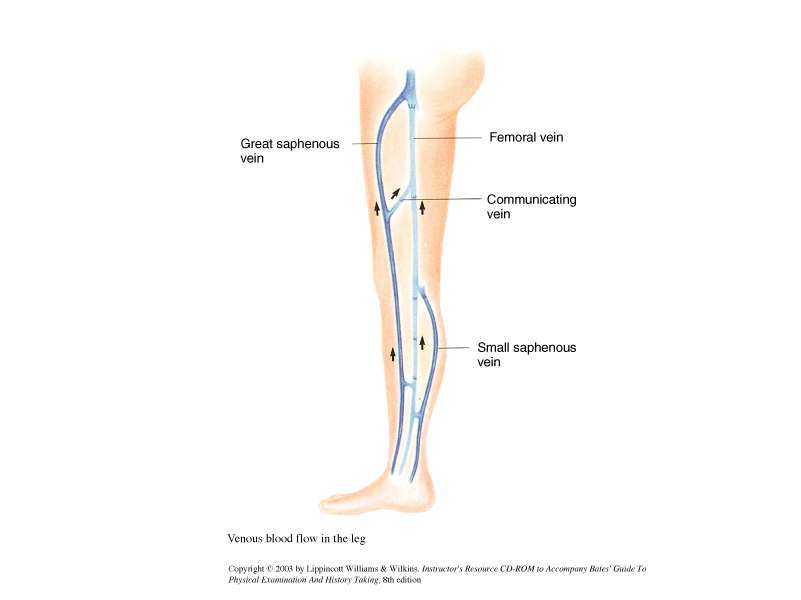 Great saphenous
vein
Femoral vein
Communicating
vein
Small saphenous
vein
Venous blood flow in the leg
Copyright © 2003 by Lippincott Williams & Wilkins. Instructor's Resource CD-ROM to Accompany Bates' Guide To
Physical Examination And History Taking, 8th edition